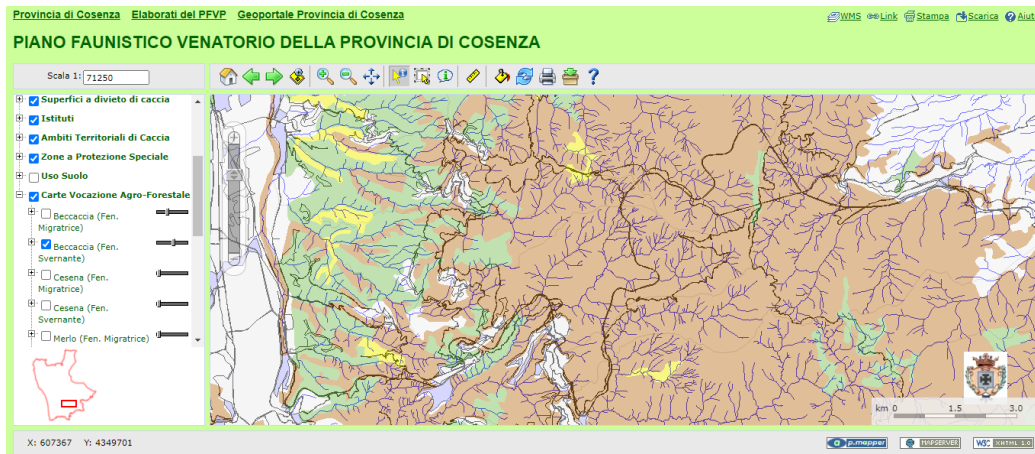 Provincia di Cosenza Elaborati del PFVP Geoportale Provincia di Cosenza
WMS Link Stampa Scarica Aiut
PIANO FAUNISTICO VENATORIO DELLA PROVINCIA DI COSENZA
Scala 1: 71250
Superfici a divieto di caccia
Istituti
Ambiti Territoriali di Caccia
Zone a Protezione Speciale
Uso Suolo
Carte Vocazione Agro-Forestale
Beccaccia (Fen.
Migratrice)
Beccaccia (Fen.
Svernante)
Cesena (Fen.
Migratrice)
Cesena (Fen.
Svernante)
Merlo (Fen. Migratrice)
km 0 1.5 3.0
X: 607367 Y: 4349701
p.mapper MAPSERVER W3C XHTML 1.0